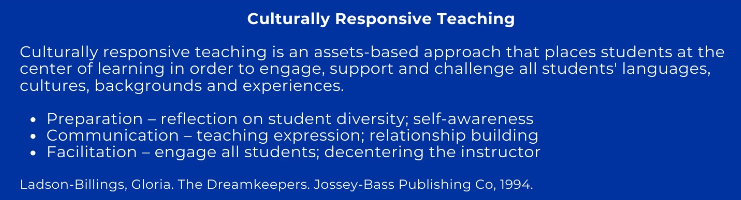 Culturally Responsive Teaching
Culturally responsive teaching is an assets-based approach that places students at the
center of learning in order to engage, support and challenge all students' languages,
cultures, backgrounds and experiences.
• Preparation – reflection on student diversity; self-awareness
• Communication – teaching expression; relationship building
• Facilitation – engage all students; decentering the instructor
Ladson-Billings, Gloria. The Dreamkeepers. Jossey-Bass Publishing Co, 1994.